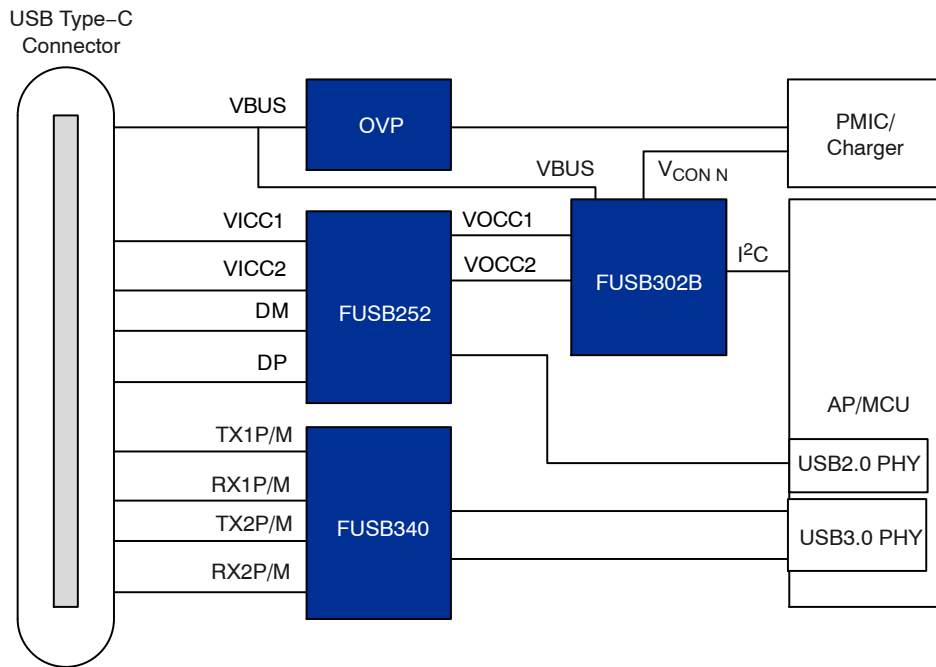 USB Type–C
Connector
VBUS
OVP
PMIC/
Charger
VBUS
VCON N
VICC1
VOCC1
I2C
VICC2
VOCC2
FUSB302B
DM
FUSB252
DP
AP/MCU
TX1P/M
USB2.0 PHY
RX1P/M
TX2P/M
FUSB340
USB3.0 PHY
RX2P/M